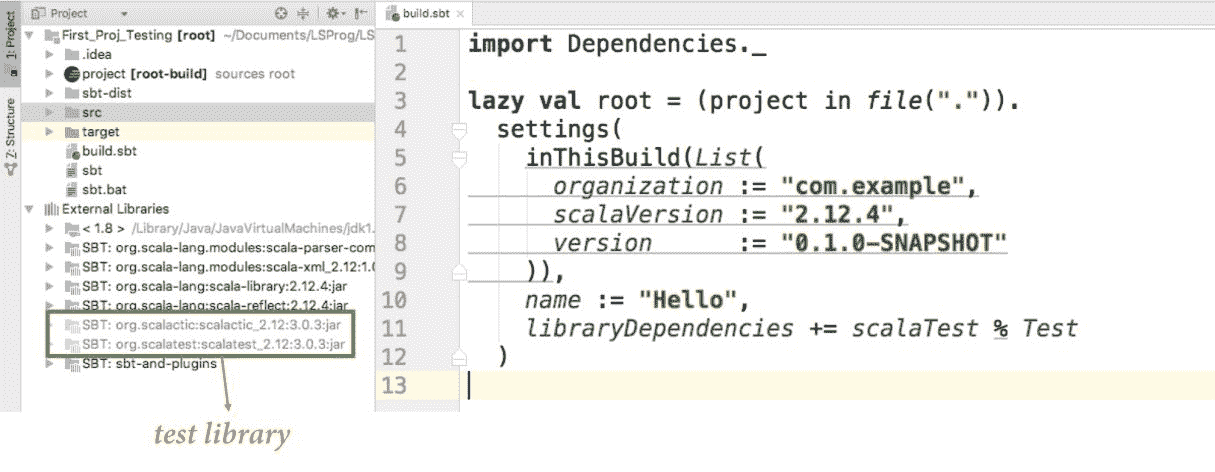 1: Project
Z: Structure
Project
First_Proj_Testing [root] ~/Documents/LSProg/LS
.idea
project [root-build] sources root
sbt-dist
src
target
build.sbt
sbt
sbt.bat
External Libraries
< 1.8 > /Library/Java/JavaVirtualMachines/jdk1.
SBT: org.scala-lang.modules:scala-parser-com
SBT: org.scala-lang.modules:scala-xml_2.12:1.0
SBT: org.scala-lang:scala-library:2.12.4:jar
SBT: org.scala-lang:scala-reflect:2.12.4:jar
SBT: org.scalactic:scalactic_2.12:3.0.3:jar
SBT: org.scalatest:scalatest_2.12:3.0.3:jar
SBT: sbt-and-plugins
test library
build.sbt
1 import Dependencies._
2
3 lazy val root = (project in file(".")).
4 settings(
5 inThisBuild(List(
6 organization := "com.example",
7 scalaVersion := "2.12.4",
8 version := "0.1.0-SNAPSHOT"
9 )),
10 name := "Hello",
11 libraryDependencies += scalaTest % Test
12 )
13